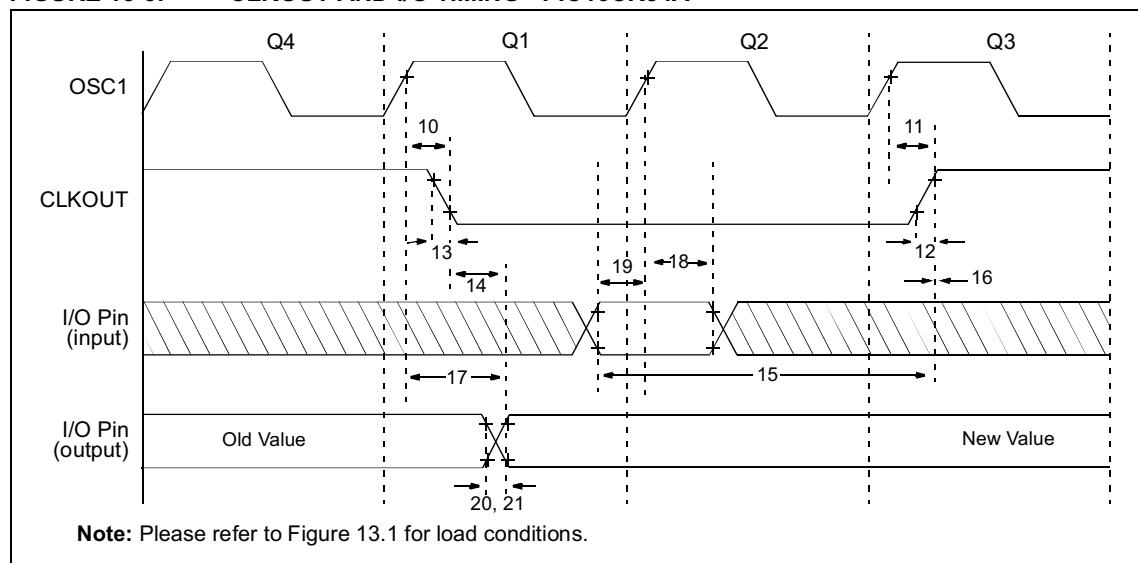 Q4 Q1 Q2 Q3
OSC1
10 11
CLKOUT
13 12
14 19 18 16
I/O Pin
(input)
17 15
I/O Pin
(output)
Old Value New Value
20, 21
Note: Please refer to Figure 13.1 for load conditions.